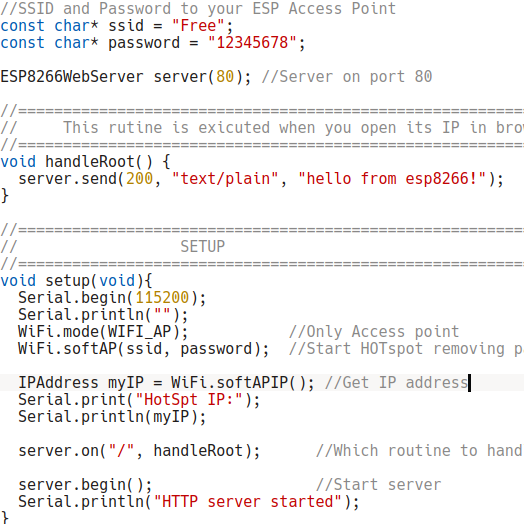 //SSID and Password to your ESP Access Point
const char* ssid = "Free";
const char* password = "12345678";
ESP8266WebServer server(80); //Server on port 80
//=========================================================
//     This rutine is exicuted when you open its IP in
//=========================================================
void handleRoot() {
  server.send(200, "text/plain", "hello from esp8266!");
}
//=========================================================
//                  SETUP
//=========================================================
void setup(void){
  Serial.begin(115200);
  Serial.println("");
  WiFi.mode(WIFI_AP);           //Only Access point
  WiFi.softAP(ssid, password);  //Start HOTspot removing
  IPAddress myIP = WiFi.softAPIP(); //Get IP address
  Serial.print("HotSpt IP:");
  Serial.println(myIP);
  server.on("/", handleRoot);      //Which routine to
  server.begin();                  //Start server
  Serial.println("HTTP server started");
}